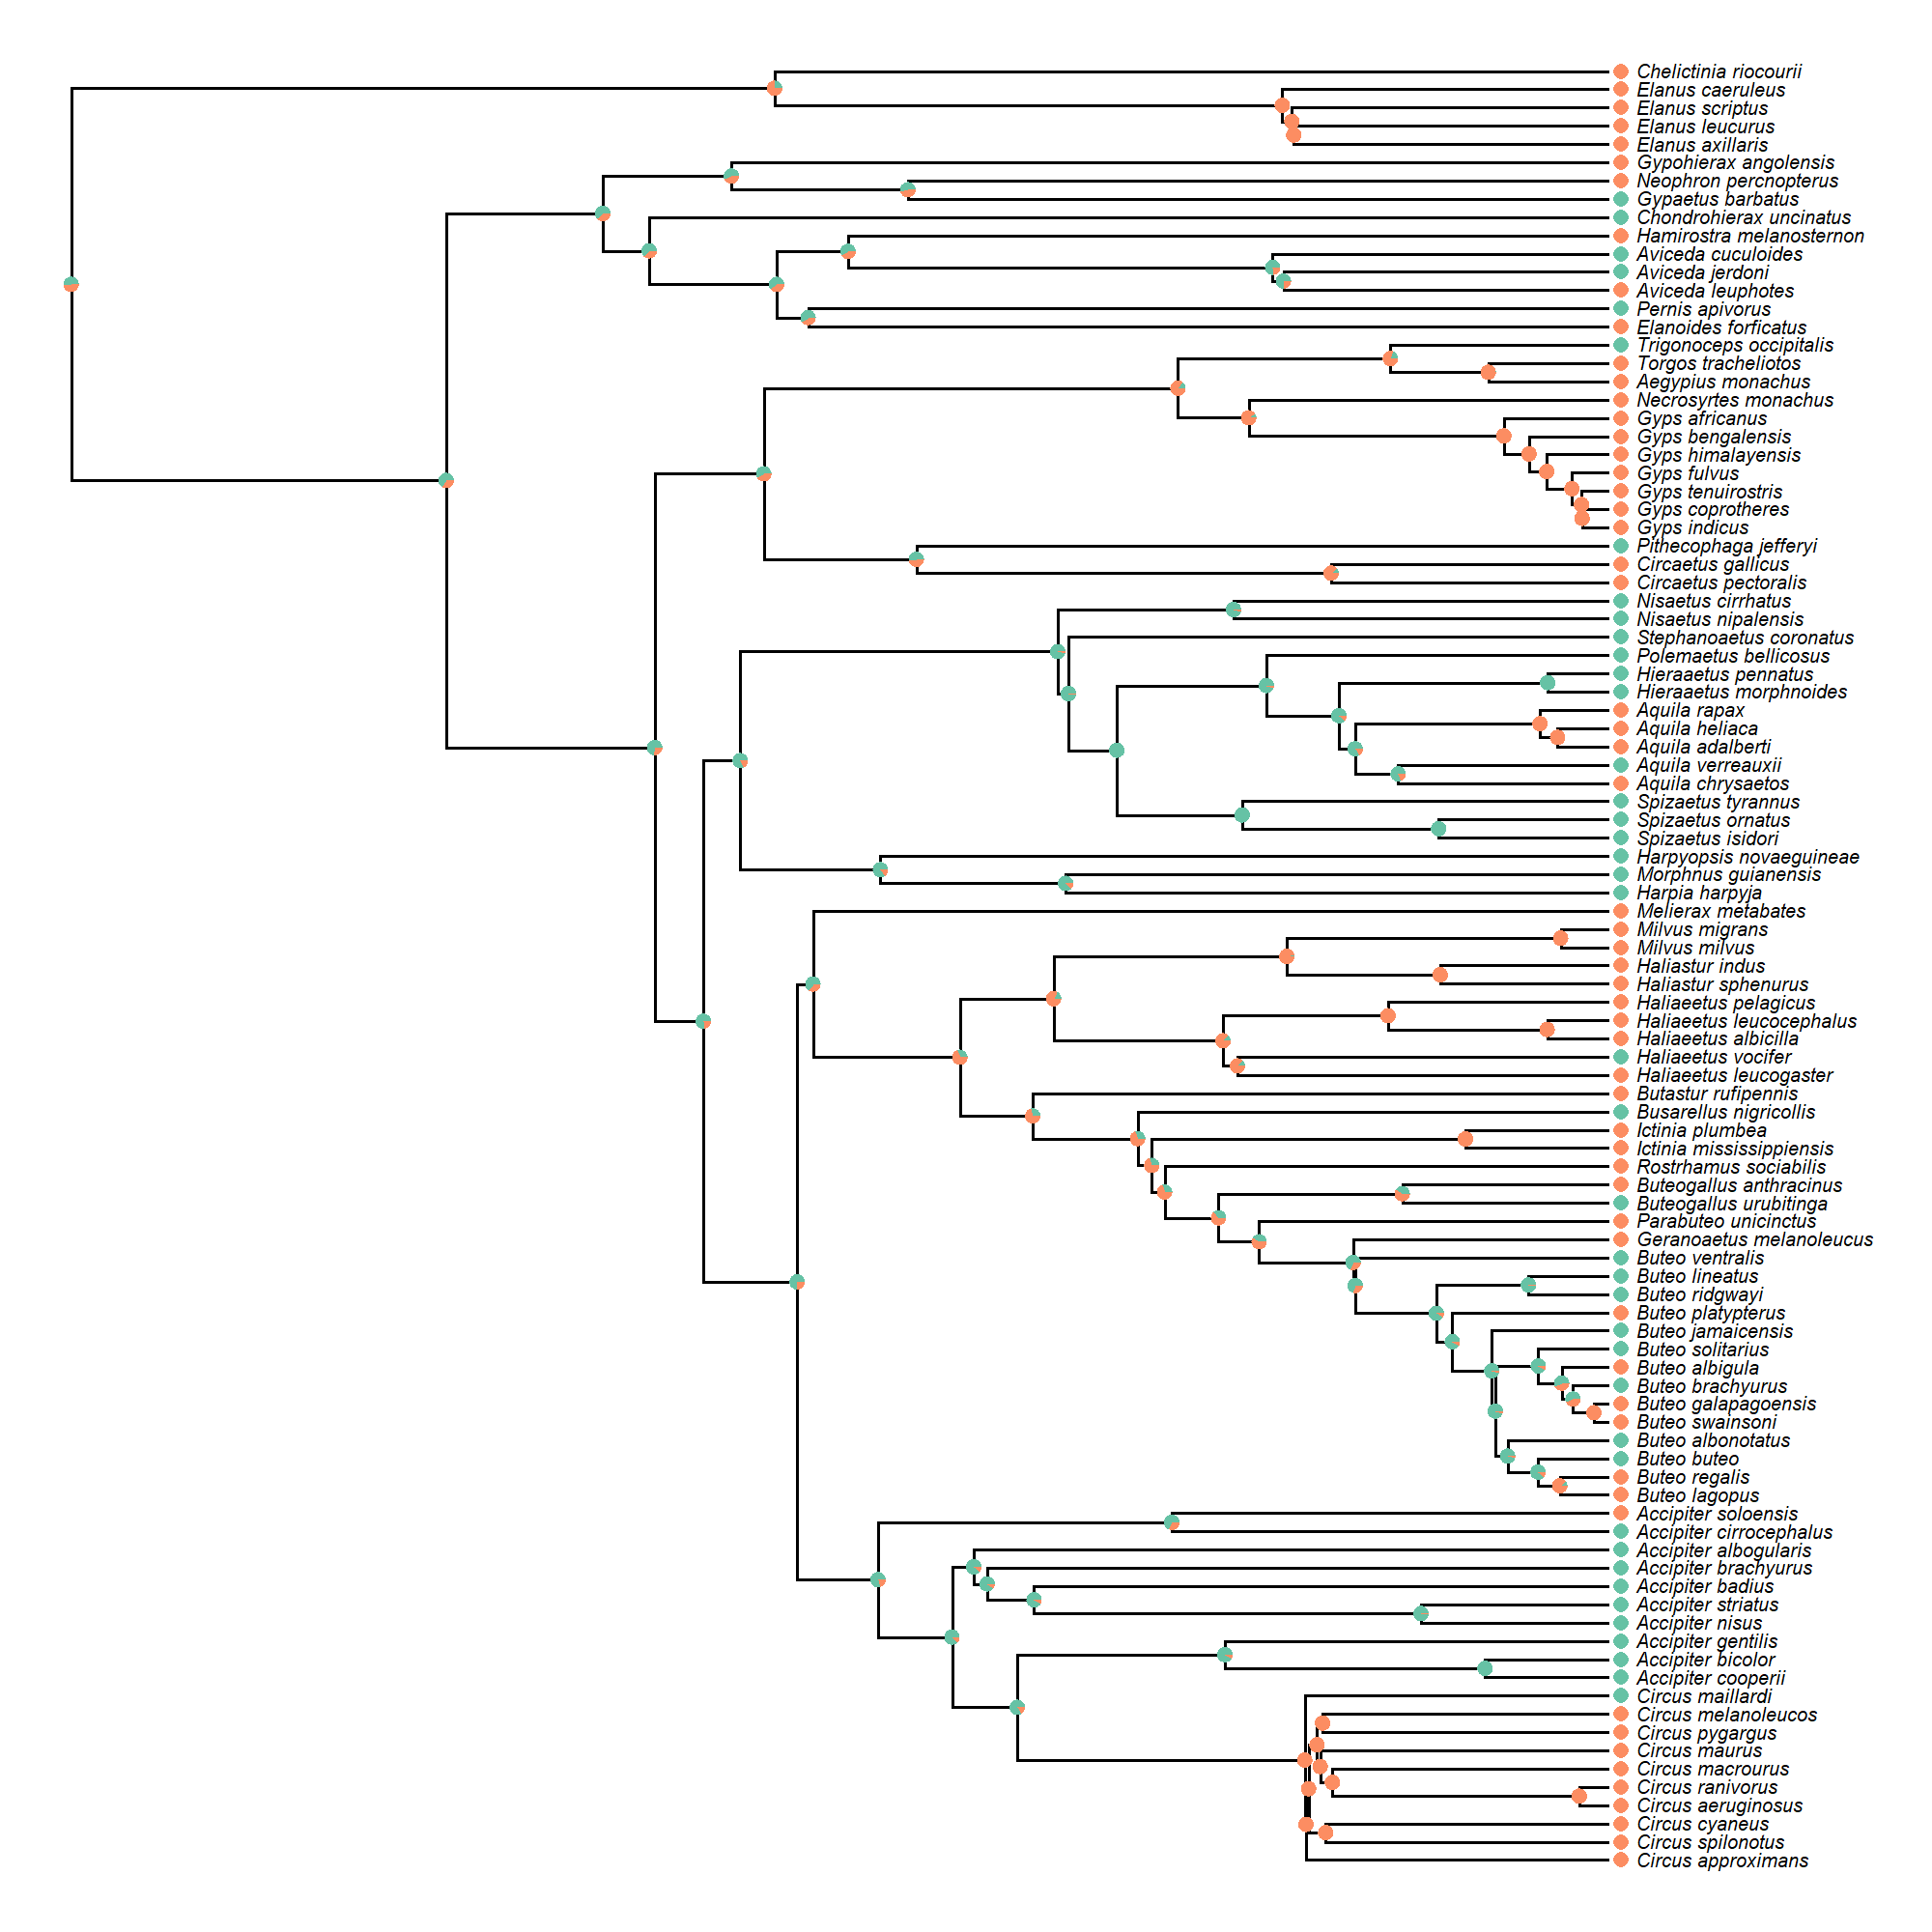 Chelictinia riocourii
Elanus caeruleus
Elanus scriptus
Elanus leucurus
Elanus axillaris
Gypohierax angolensis
Neophron percnopterus
Gypaetus barbatus
Chondrohierax uncinatus
Hamirostra melanosternon
Aviceda cuculoides
Aviceda jerdoni
Aviceda leuphotes
Pernis apivorus
Elanoides forficatus
Trigonoceps occipitalis
Torgos tracheliotos
Aegypius monachus
Necrosyrtes monachus
Gyps africanus
Gyps bengalensis
Gyps himalayensis
Gyps fulvus
Gyps tenuirostris
Gyps coprotheres
Gyps indicus
Pithecophaga jefferyi
Circaetus gallicus
Circaetus pectoralis
Nisaetus cirrhatus
Nisaetus nipalensis
Stephanoaetus coronatus
Polemaetus bellicosus
Hieraaetus pennatus
Hieraaetus morphnoides
Aquila rapax
Aquila heliaca
Aquila adalberti
Aquila verreauxii
Aquila chrysaetos
Spizaetus tyrannus
Spizaetus ornatus
Spizaetus isidori
Harpyopsis novaeguineae
Morphnus guianensis
Harpia harpyja
Melierax metabates
Milvus migrans
Milvus milvus
Haliastur indus
Haliastur sphenurus
Haliaeetus pelagicus
Haliaeetus leucocephalus
Haliaeetus albicilla
Haliaeetus vocifer
Haliaeetus leucogaster
Butastur rufipennis
Busarellus nigricollis
Ictinia plumbea
Ictinia mississippiensis
Rostrhamus sociabilis
Buteogallus anthracinus
Buteogallus urubitinga
Parabuteo unicinctus
Geranoaetus melanoleucus
Buteo ventralis
Buteo lineatus
Buteo ridgwayi
Buteo platypterus
Buteo jamaicensis
Buteo solitarius
Buteo albigula
Buteo brachyurus
Buteo galapagoensis
Buteo swainsoni
Buteo albonotatus
Buteo buteo
Buteo regalis
Buteo lagopus
Accipiter soloensis
Accipiter cirrocephalus
Accipiter albogularis
Accipiter brachyurus
Accipiter badius
Accipiter striatus
Accipiter nisus
Accipiter gentilis
Accipiter bicolor
Accipiter cooperii
Circus maillardi
Circus melanoleucos
Circus pygargus
Circus maurus
Circus macrourus
Circus ranivorus
Circus aeruginosus
Circus cyaneus
Circus spilonotus
Circus approximans